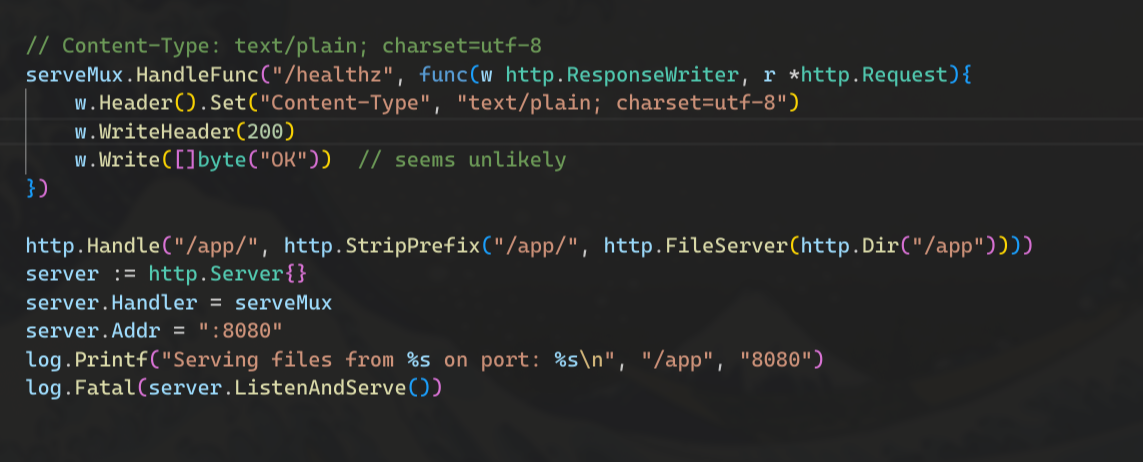 // Content-Type: text/plain; charset=utf-8
serveMux.HandleFunc("/healthz", func(w http.ResponseWriter, r *http.Request){
    w.Header().Set("Content-Type", "text/plain; charset=utf-8")
    w.WriteHeader(200)
    w.Write([]byte("OK"))  // seems unlikely
})

http.Handle("/app/", http.StripPrefix("/app/", http.FileServer(http.Dir("/app"))))
server := http.Server{}
server.Handler = serveMux
server.Addr = ":8080"
log.Printf("Serving files from %s on port: %s\n", "/app", "8080")
log.Fatal(server.ListenAndServe())